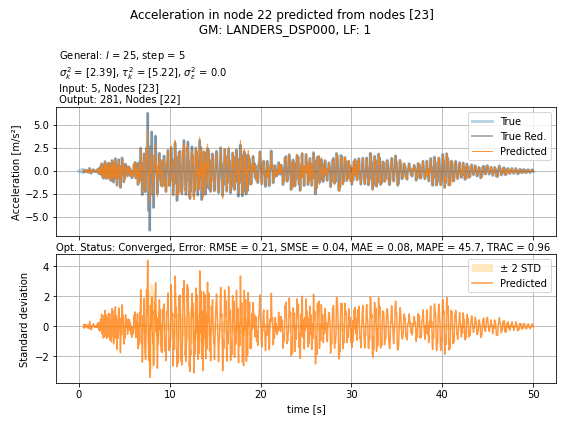 Acceleration in node 22 predicted from nodes [23]
GM: LANDERS_DSP000, LF: 1
General: l = 25, step = 5
σ²ₖ = [2.39], τ²ₖ = [5.22], σ²ε = 0.0
Input: 5, Nodes [23]
Output: 281, Nodes [22]
Acceleration [m/s²]
5.0
2.5
0.0
−2.5
−5.0
True
True Red.
Predicted
Opt. Status: Converged, Error: RMSE = 0.21, SMSE = 0.04, MAE = 0.08, MAPE = 45.7, TRAC = 0.96
Standard deviation
4
2
0
−2
± 2 STD
Predicted
0 10 20 30 40 50
time [s]